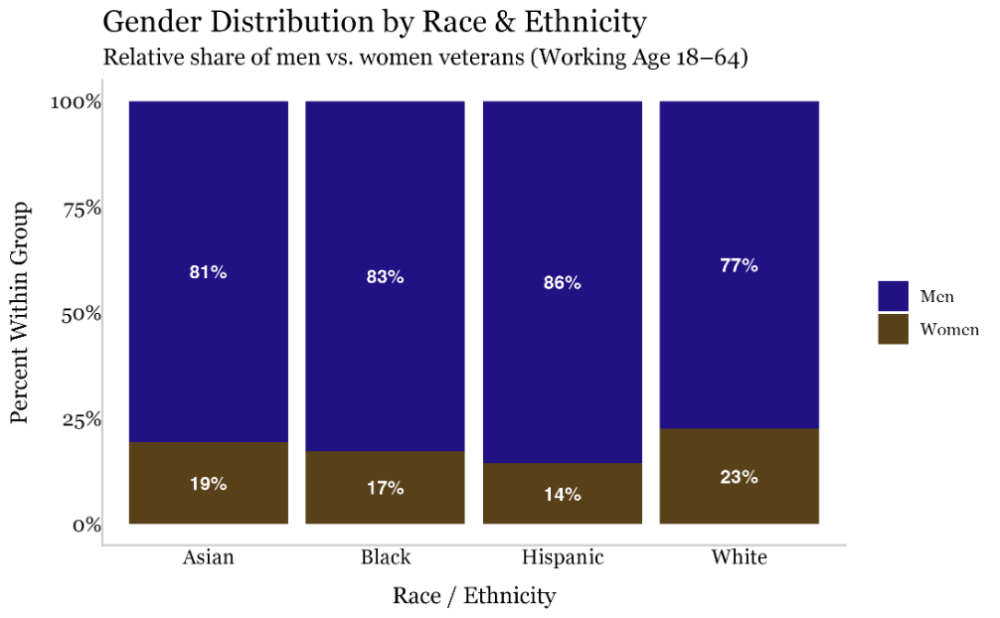 Gender Distribution by Race & Ethnicity
Relative share of men vs. women veterans (Working Age 18–64)
Percent Within Group
100%
75%
50%
25%
0%
81%
83%
86%
77%
19%
17%
14%
23%
Asian
Black
Hispanic
White
Race / Ethnicity
Men
Women